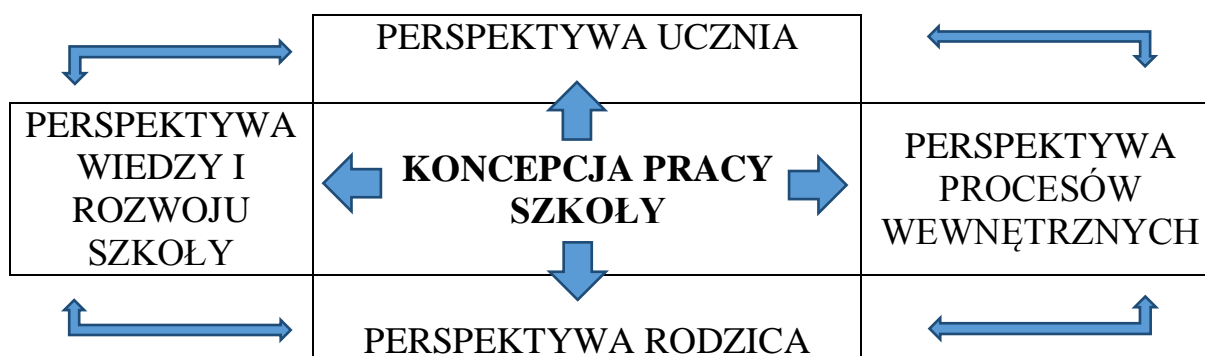 PERSPEKTYWA UCZNIA
PERSPEKTYWA
WIEDZY I
ROZWOJU
SZKOŁY
KONCEPCJA PRACY
SZKOŁY
PERSPEKTYWA
PROCESÓW
WEWNĘTRZNYCH
PERSPEKTYWA RODZICA